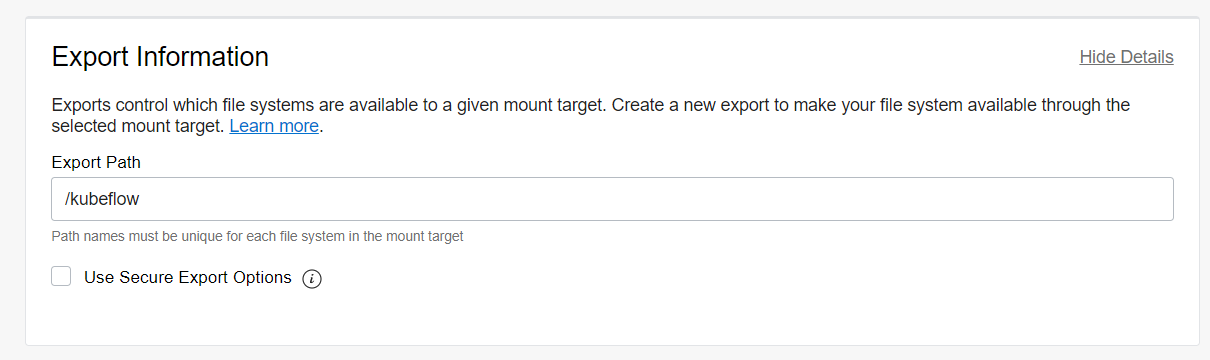 Export Information
Hide Details
Exports control which file systems are available to a given mount target. Create a new export to make your file system available through the
selected mount target. Learn more.
Export Path
/kubeflow
Path names must be unique for each file system in the mount target
Use Secure Export Options i